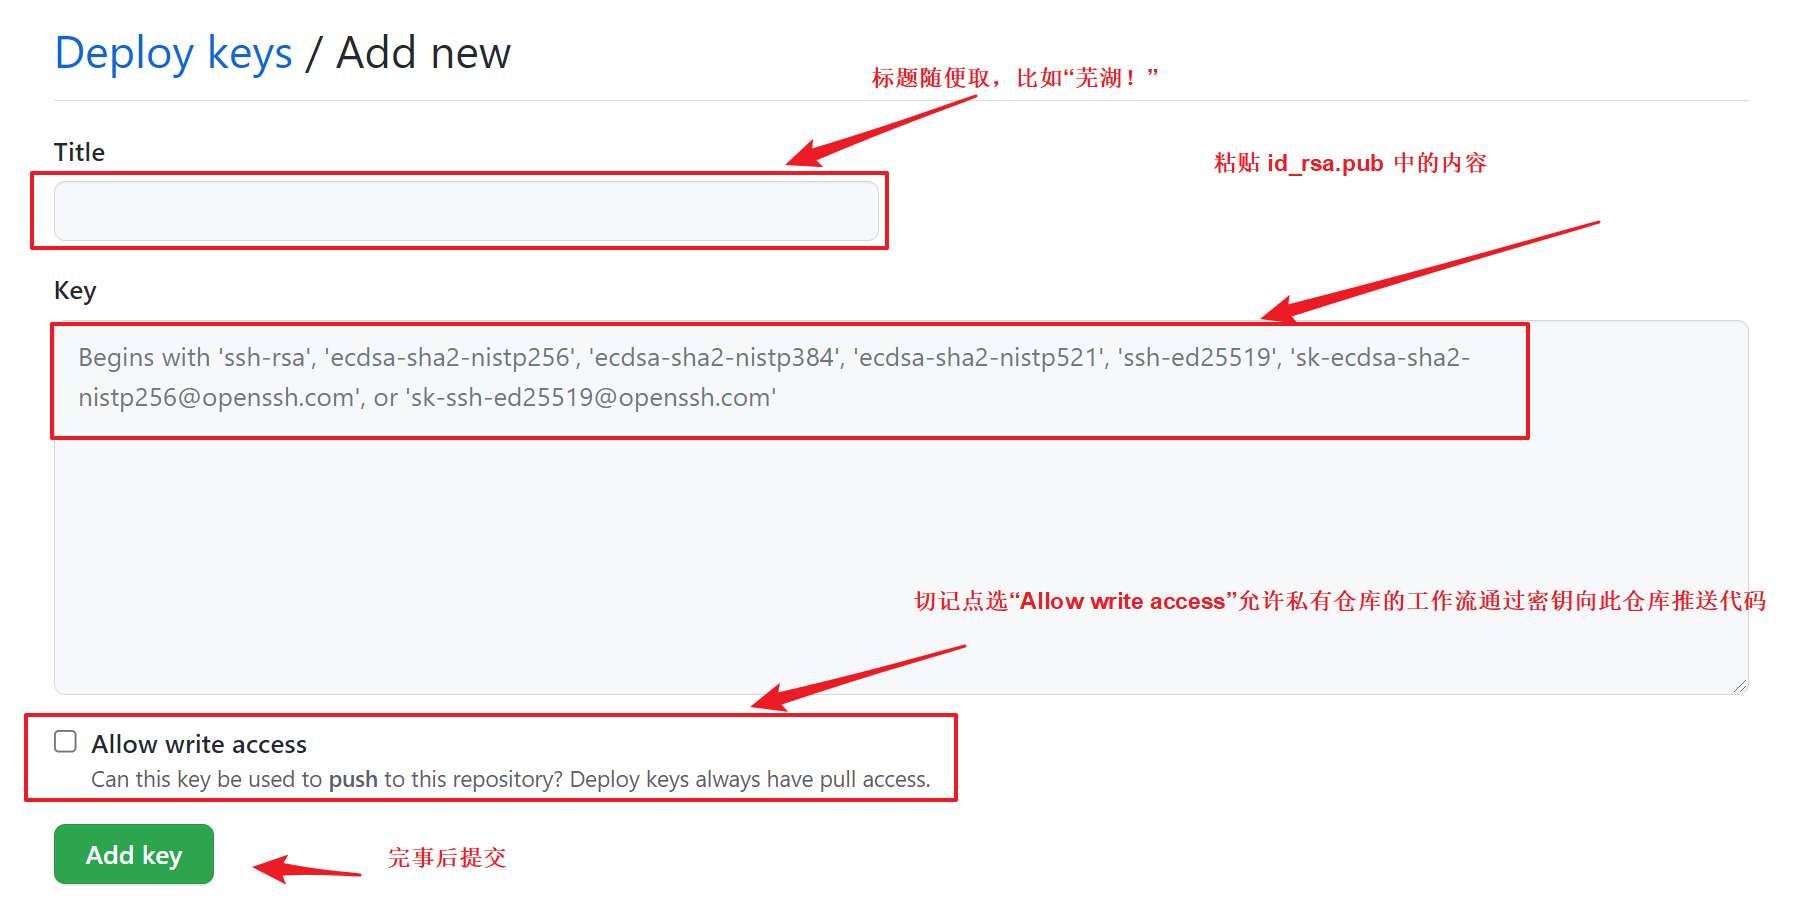 Deploy keys / Add new
标题随便取，比如“芜湖！”
Title
粘贴 id_rsa.pub 中的内容
Key
Begins with 'ssh-rsa', 'ecdsa-sha2-nistp256', 'ecdsa-sha2-nistp384', 'ecdsa-sha2-nistp521', 'ssh-ed25519', 'sk-ecdsa-sha2-
nistp256@openssh.com', or 'sk-ssh-ed25519@openssh.com'
切记点选“Allow write access”允许私有仓库的工作流通过密钥向此仓库推送代码
Allow write access
Can this key be used to push to this repository? Deploy keys always have pull access.
Add key
完事后提交